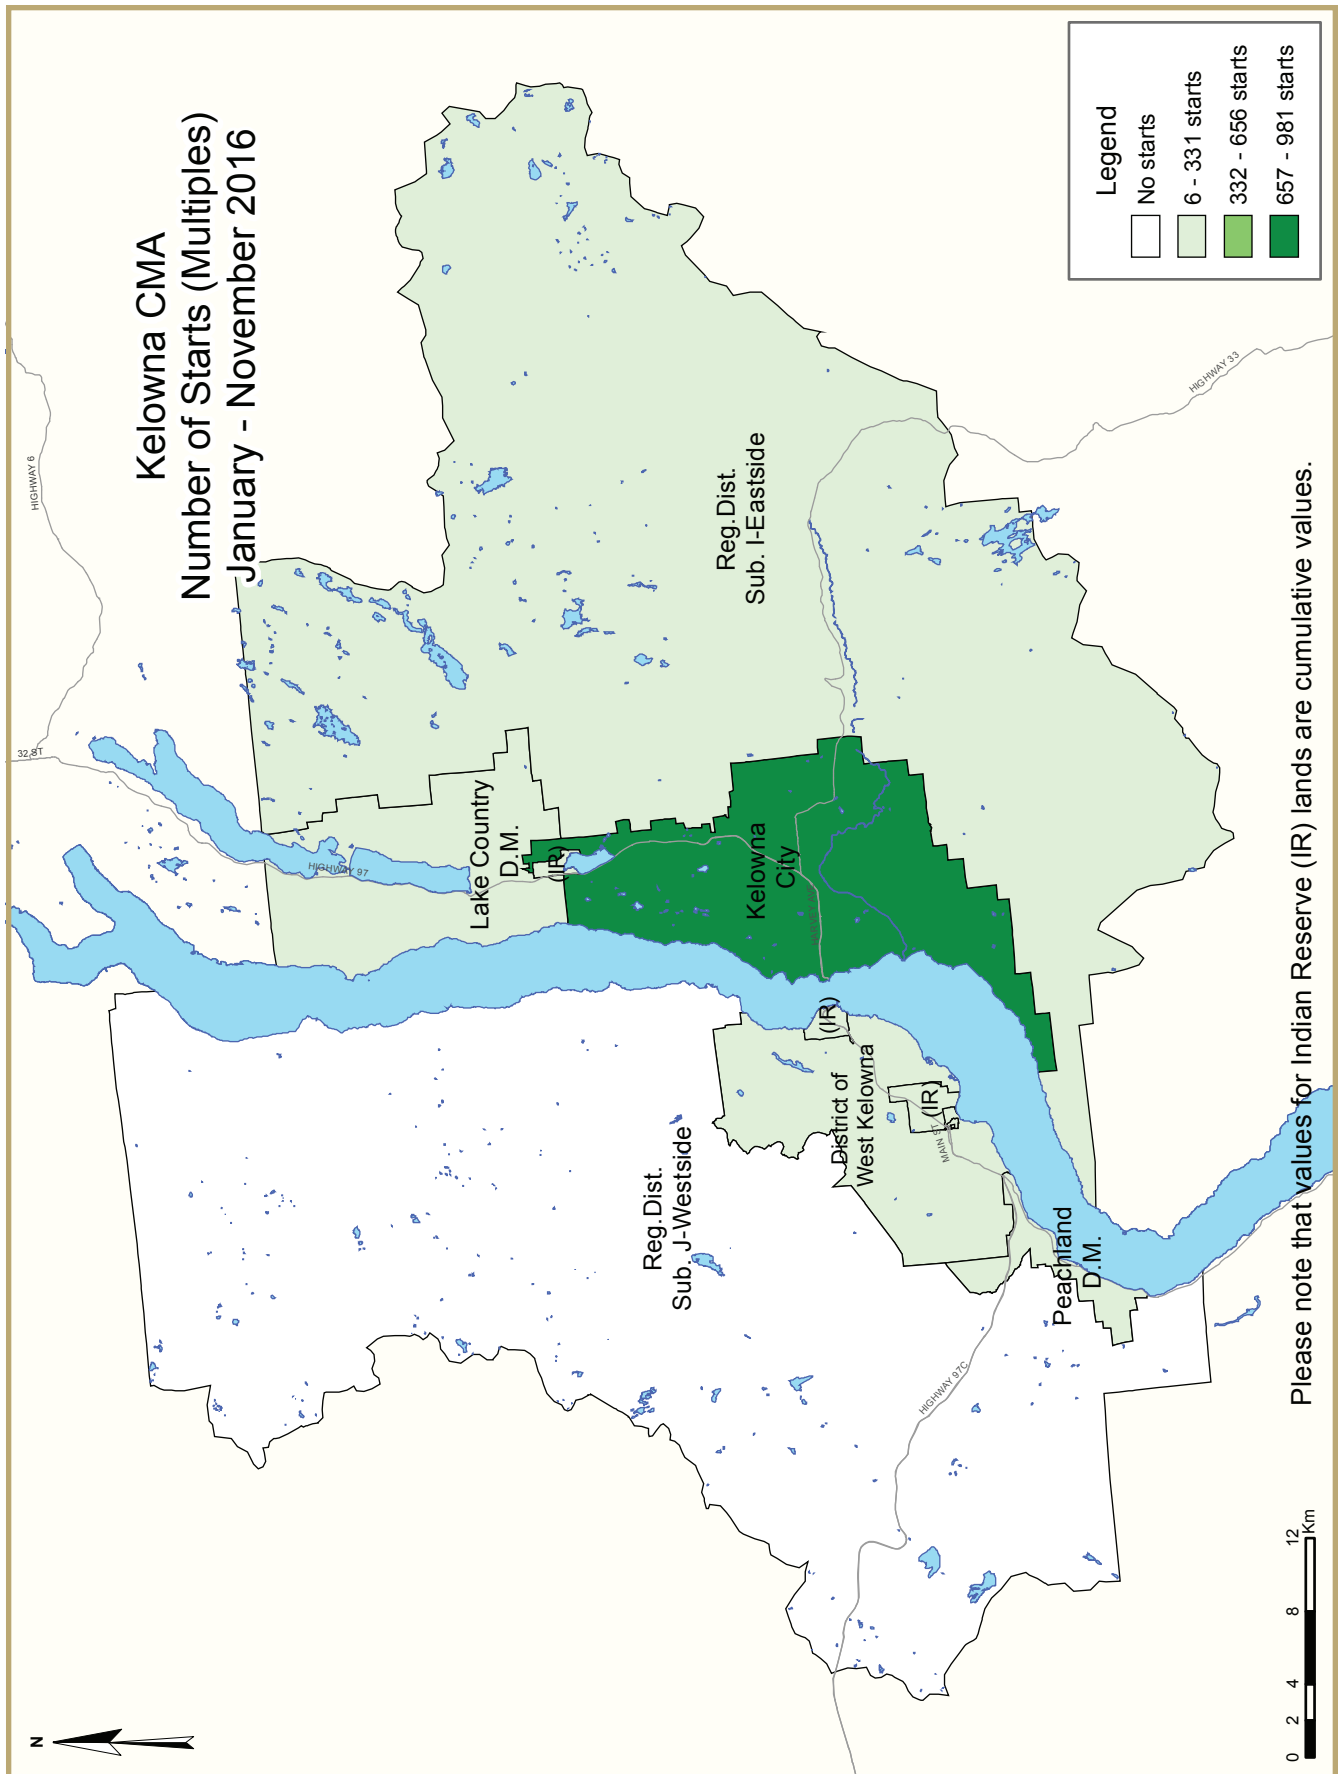 Kelowna CMA
Number of Starts (Multiples)
January - November 2016
N
HIGHWAY 6
32 ST
HIGHWAY 97
Lake Country
D.M.
(IR)
Reg.Dist.
Sub. I-Eastside
Kelowna
City
HIGHWAY 33
(IR)
District of
West Kelowna
(IR)
MAIN ST
Reg.Dist.
Sub. J-Westside
Peachland
D.M.
HIGHWAY 97C
Legend
No starts
6 - 331 starts
332 - 656 starts
657 - 981 starts
0 2 4 8 12
Km
Please note that values for Indian Reserve (IR) lands are cumulative values.